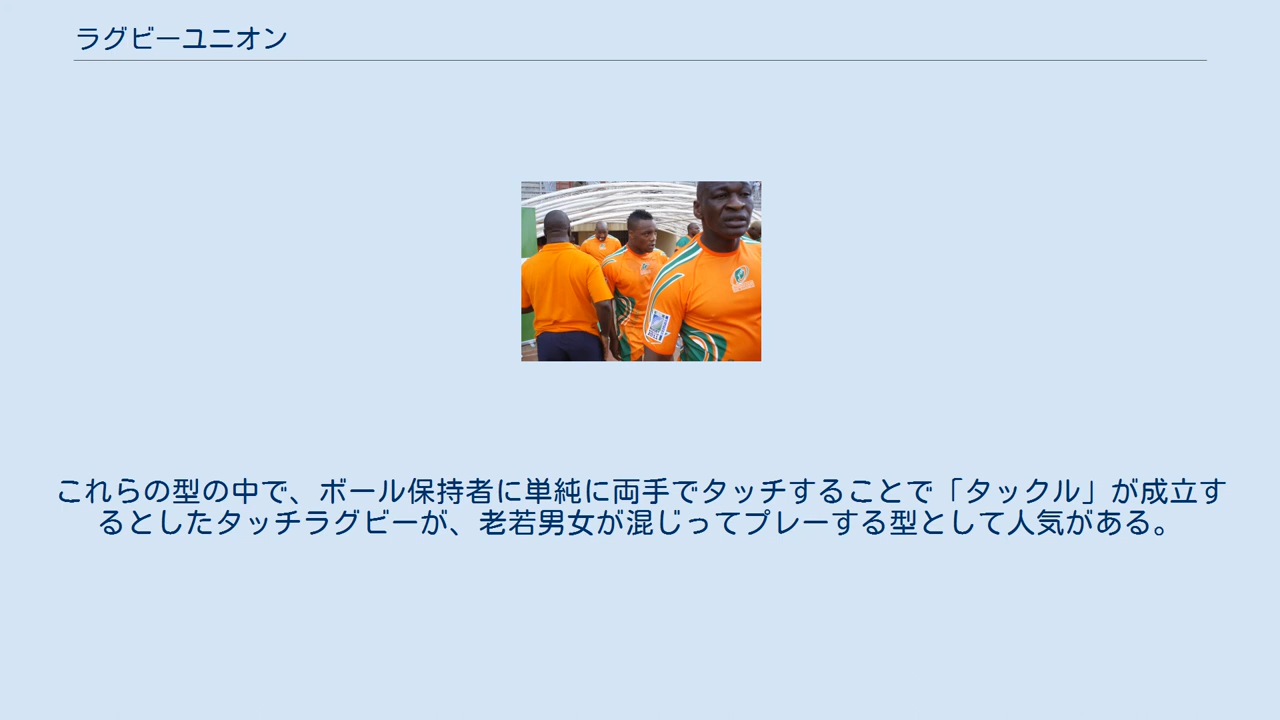 ラグビーユニオン
これらの型の中で、ボール保持者に単純に両手でタッチすることで「タックル」が成立す
るとしたタッチラグビーが、老若男女が混じってプレーする型として人気がある。